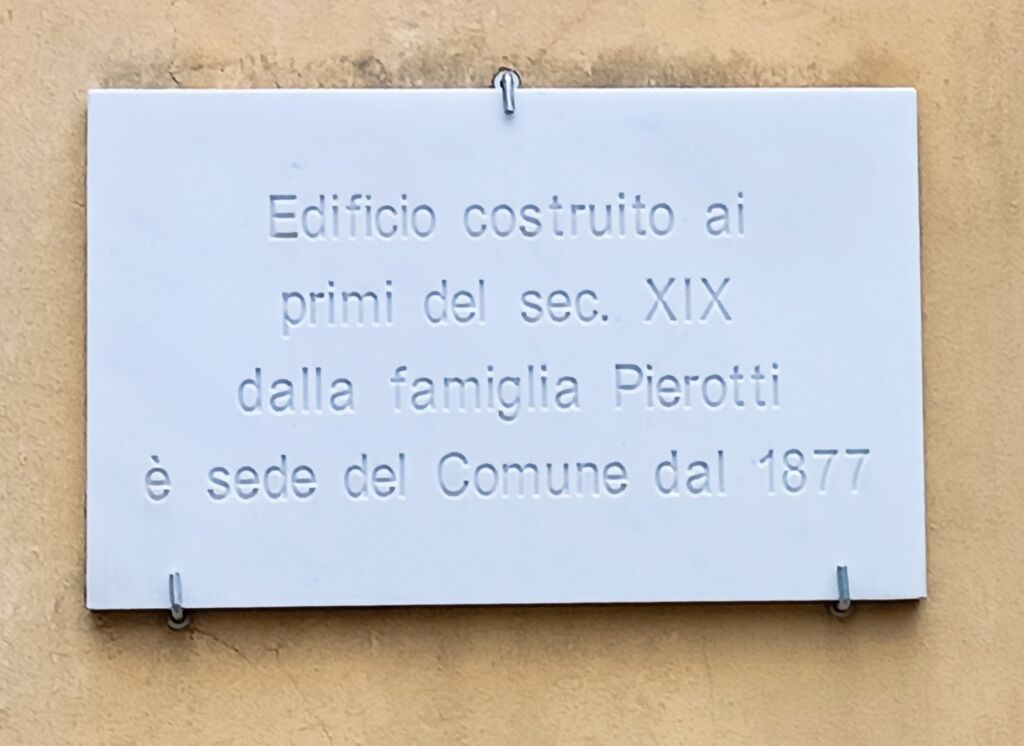 Edificio costruito ai
primi del sec. XIX
dalla famiglia Pierotti
è sede del Comune dal 1877